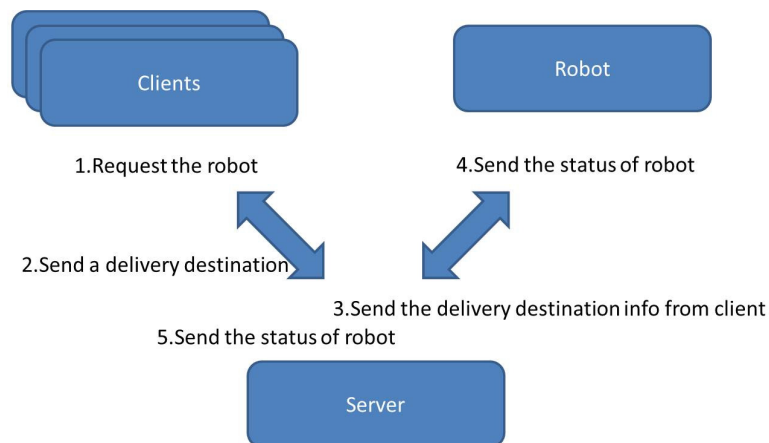 Clients
Robot
1.Request the robot
4.Send the status of robot
2.Send a delivery destination
3.Send the delivery destination info from client
5.Send the status of robot
Server